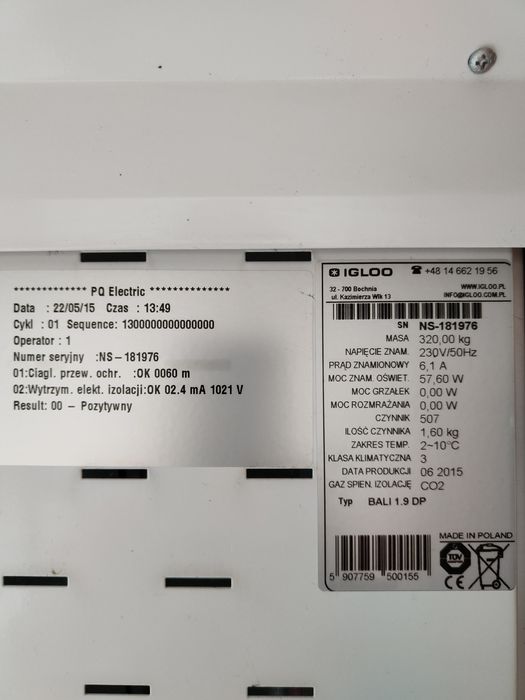 ************** PQ Electric ***************
Data : 22/05/15 Czas : 13:49
Cykl : 01 Sequence: 1300000000000000
Operator : 1
Numer seryjny :NS-181976
01:Ciagl. przew. ochr. :OK 0060 m
02:Wytrzym. elekt. izolacji:OK 02.4 mA 1021 V
Result: 00 - Pozytywny
IGLOO ☎ +48 14 662 19 56
32 - 700 Bochnia WWW.IGLOO.PL
ul. Kazimierza Wlk 13 INFO@IGLOO.COM.PL
SN NS-181976
MASA 320,00 kg
NAPIĘCIE ZNAM. 230V/50Hz
PRĄD ZNAMIONOWY 6,1 A
MOC ZNAM. OŚWIET. 57,60 W
MOC GRZAŁEK 0,00 W
MOC ROZMRAŻANIA 0,00 W
CZYNNIK 507
ILOŚĆ CZYNNIKA 1,60 kg
ZAKRES TEMP. 2~10°C
KLASA KLIMATYCZNA 3
DATA PRODUKCJI 06 2015
GAZ SPIEN. IZOLACJĘ CO2
Typ BALI 1.9 DP
MADE IN POLAND
TÜV
CE
5 907759 500155